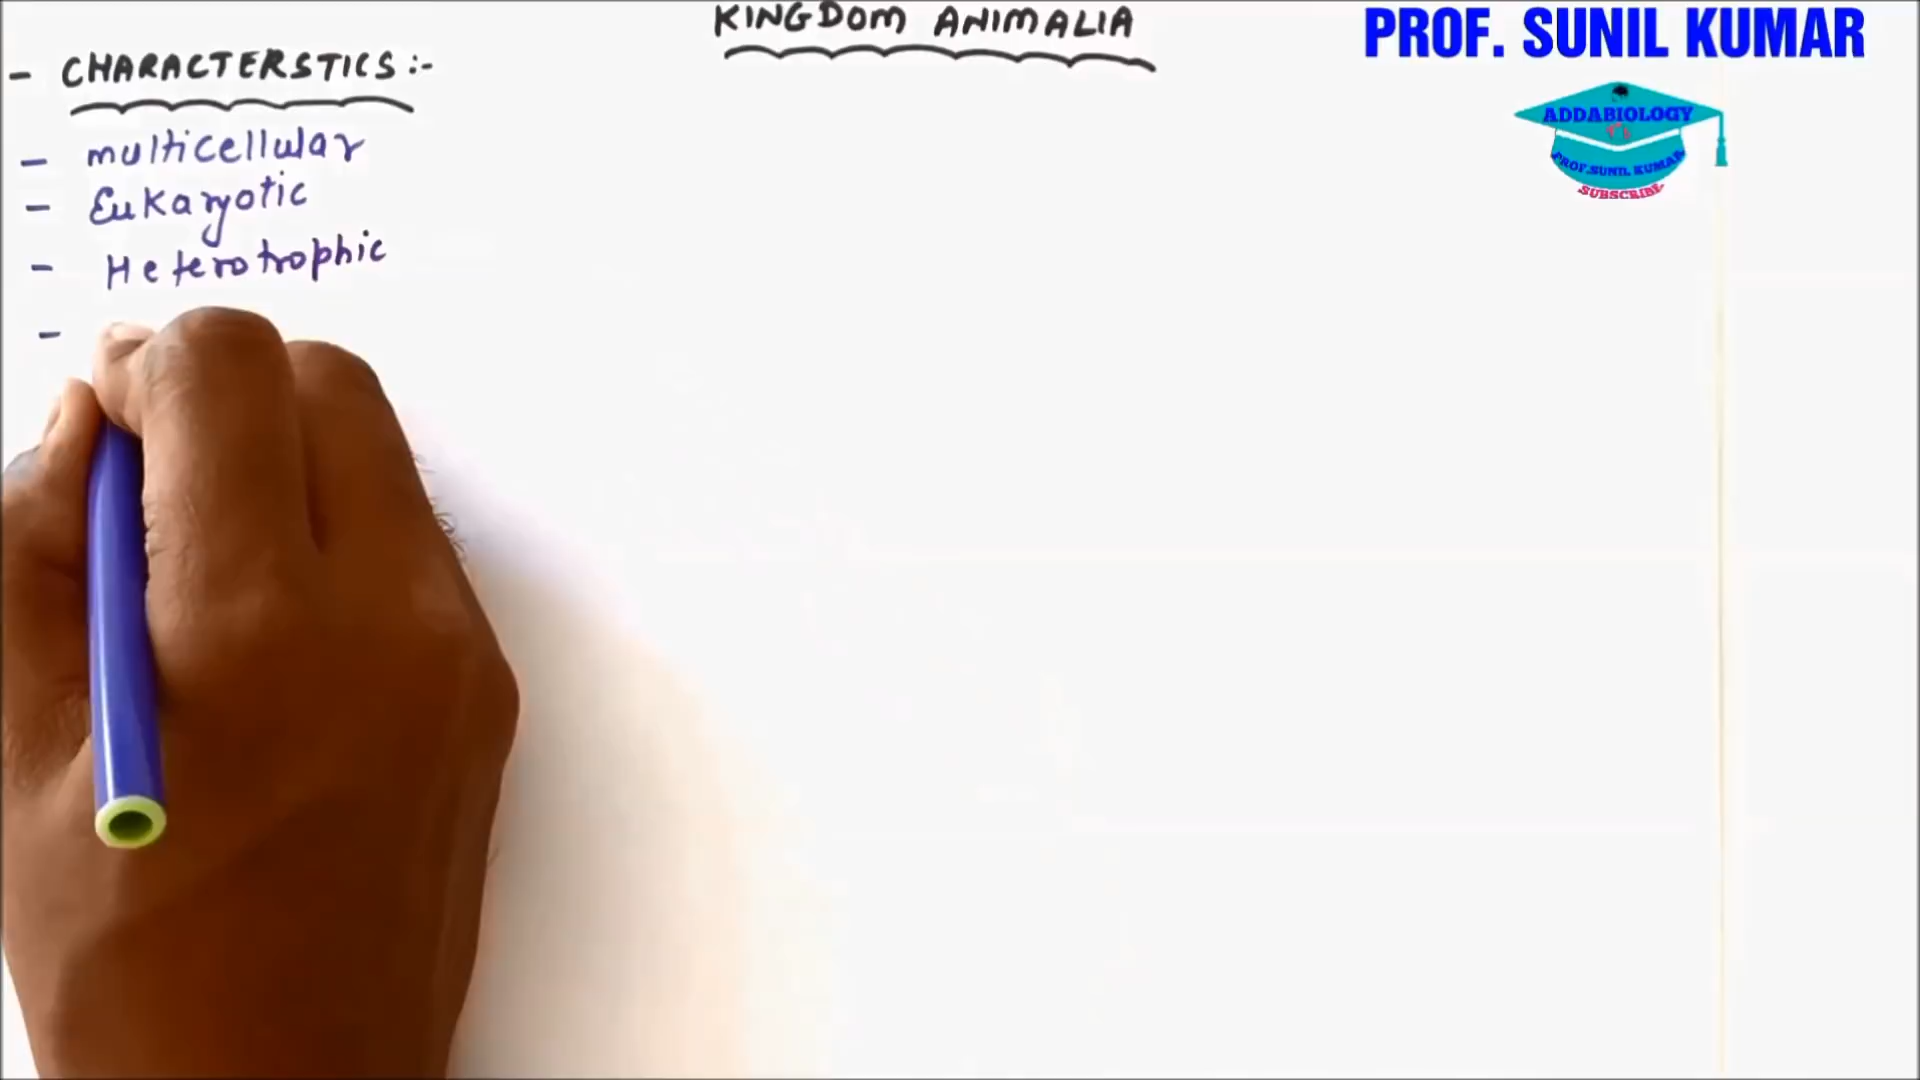 KINGDOM ANIMALIA
PROF. SUNIL KUMAR
- CHARACTERSTICS:-
ADDABIOLOGY
PROF.SUNIL KUMAR
SUBSCRIBE
- multicellular
- Eukaryotic
- Heterotrophic
-